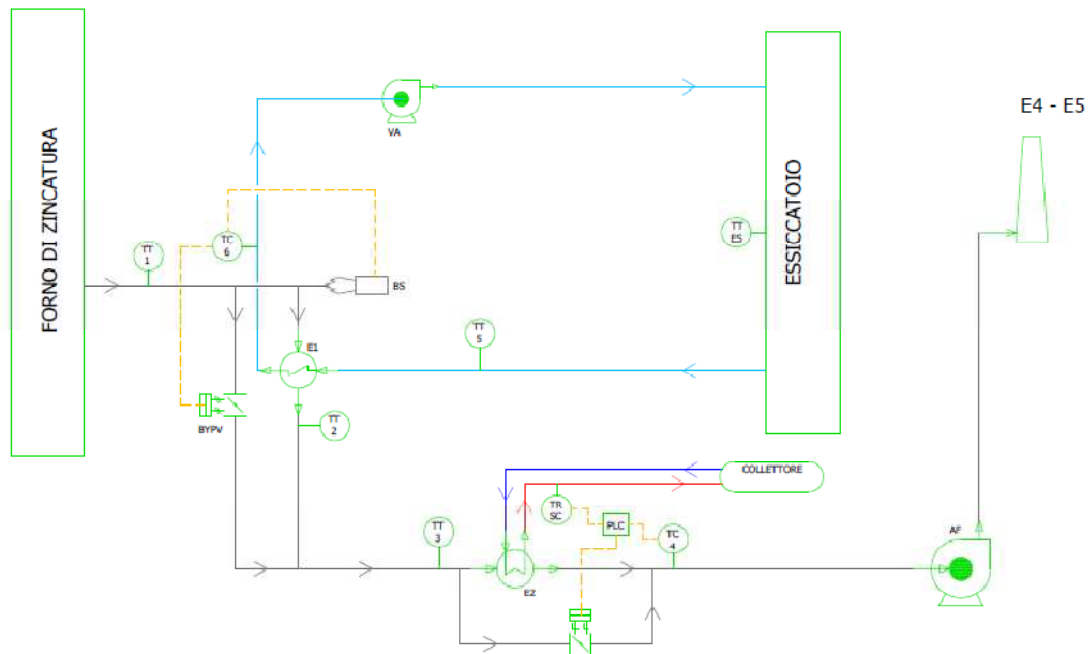 E4 - E5
FORNO DI ZINCATURA
ESSICCATOIO
VA
TT
E5
TC
6
TT
1
BS
E1
TT
5
BYPV
TT
2
COLLETTORE
TR
SC
PLC
TT
3
TC
4
AF
E2